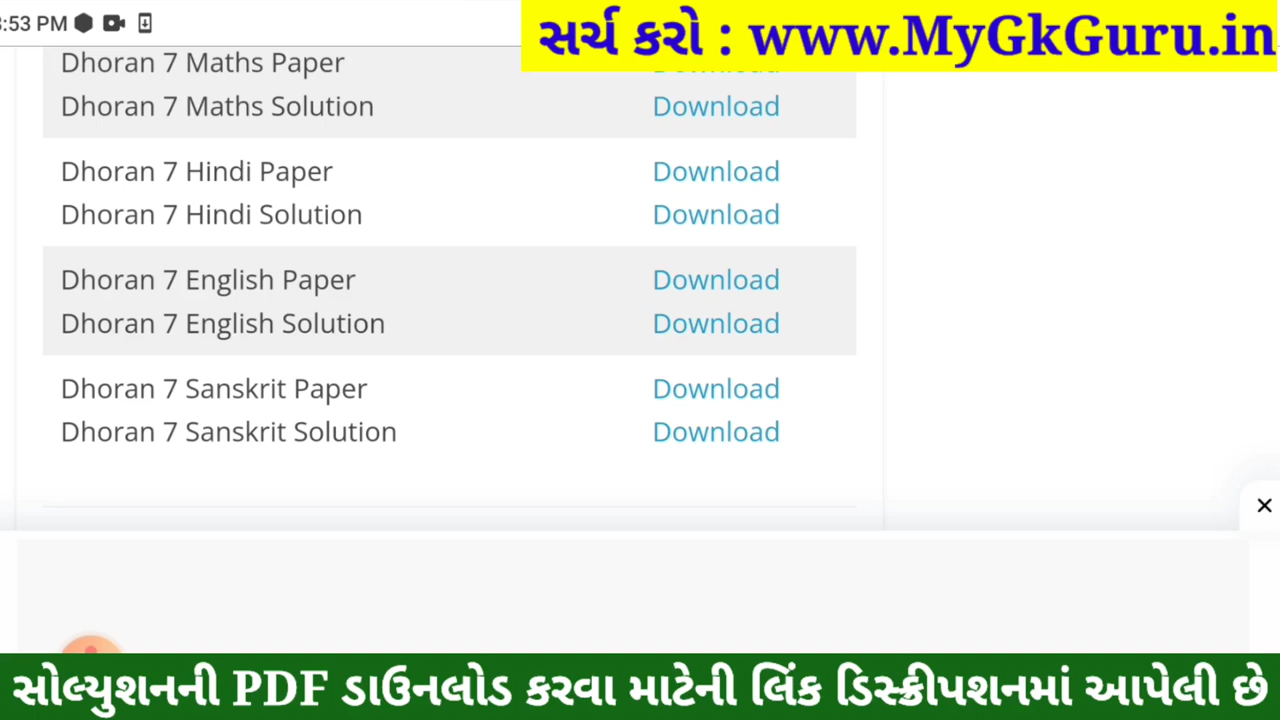 :53 PM
સર્ચ કરો : www.MyGkGuru.in
Dhoran 7 Maths Paper
Dhoran 7 Maths Solution Download
Dhoran 7 Hindi Paper Download
Dhoran 7 Hindi Solution Download
Dhoran 7 English Paper Download
Dhoran 7 English Solution Download
Dhoran 7 Sanskrit Paper Download
Dhoran 7 Sanskrit Solution Download
સોલ્યુશનની PDF ડાઉનલોડ કરવા માટેની લિંક ડિસ્ક્રીપશનમાં આપેલી છે